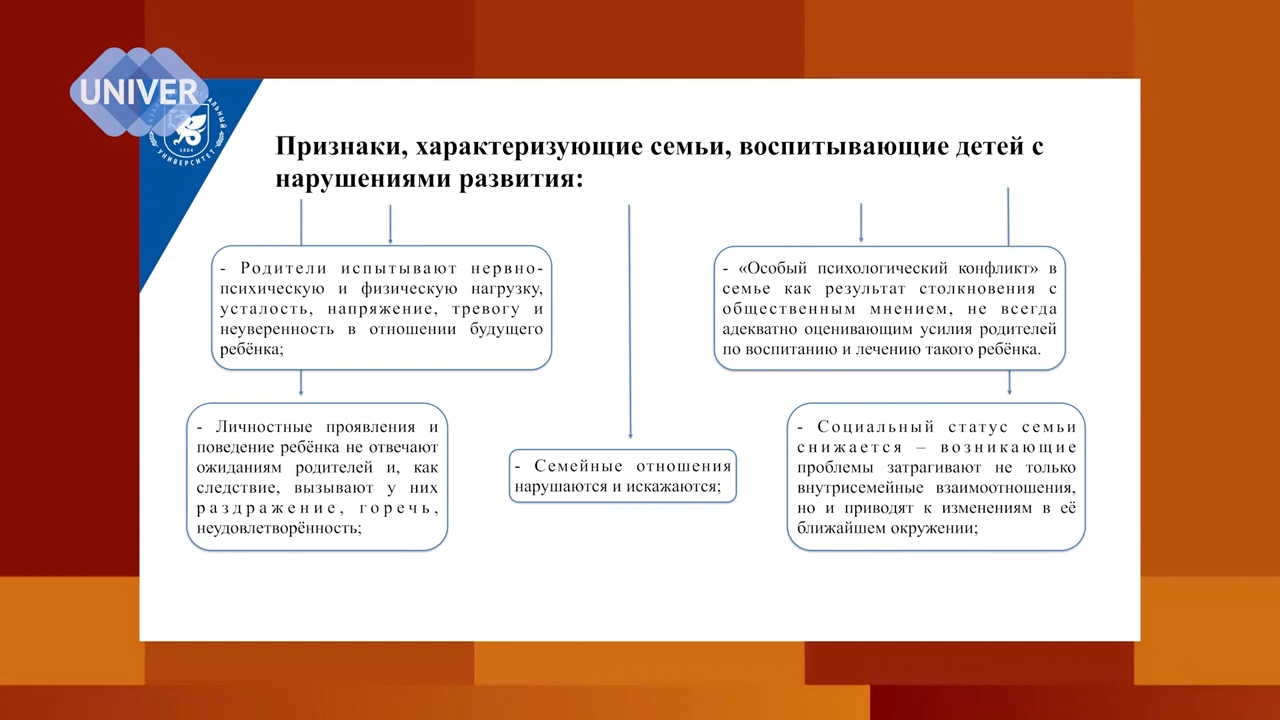 UNIVER
УНИВЕРСИТЕТ
1804
Признаки, характеризующие семьи, воспитывающие детей с
нарушениями развития:
- Родители испытывают нервно-
психическую и физическую нагрузку,
усталость, напряжение, тревогу и
неуверенность в отношении будущего
ребёнка;
- «Особый психологический конфликт» в
семье как результат столкновения с
общественным мнением, не всегда
адекватно оценивающим усилия родителей
по воспитанию и лечению такого ребёнка.
- Личностные проявления и
поведение ребёнка не отвечают
ожиданиям родителей и, как
следствие, вызывают у них
раздражение, горечь,
неудовлетворённость;
- Семейные отношения
нарушаются и искажаются;
- Социальный статус семьи
снижается – возникающие
проблемы затрагивают не только
внутрисемейные взаимоотношения,
но и приводят к изменениям в её
ближайшем окружении;